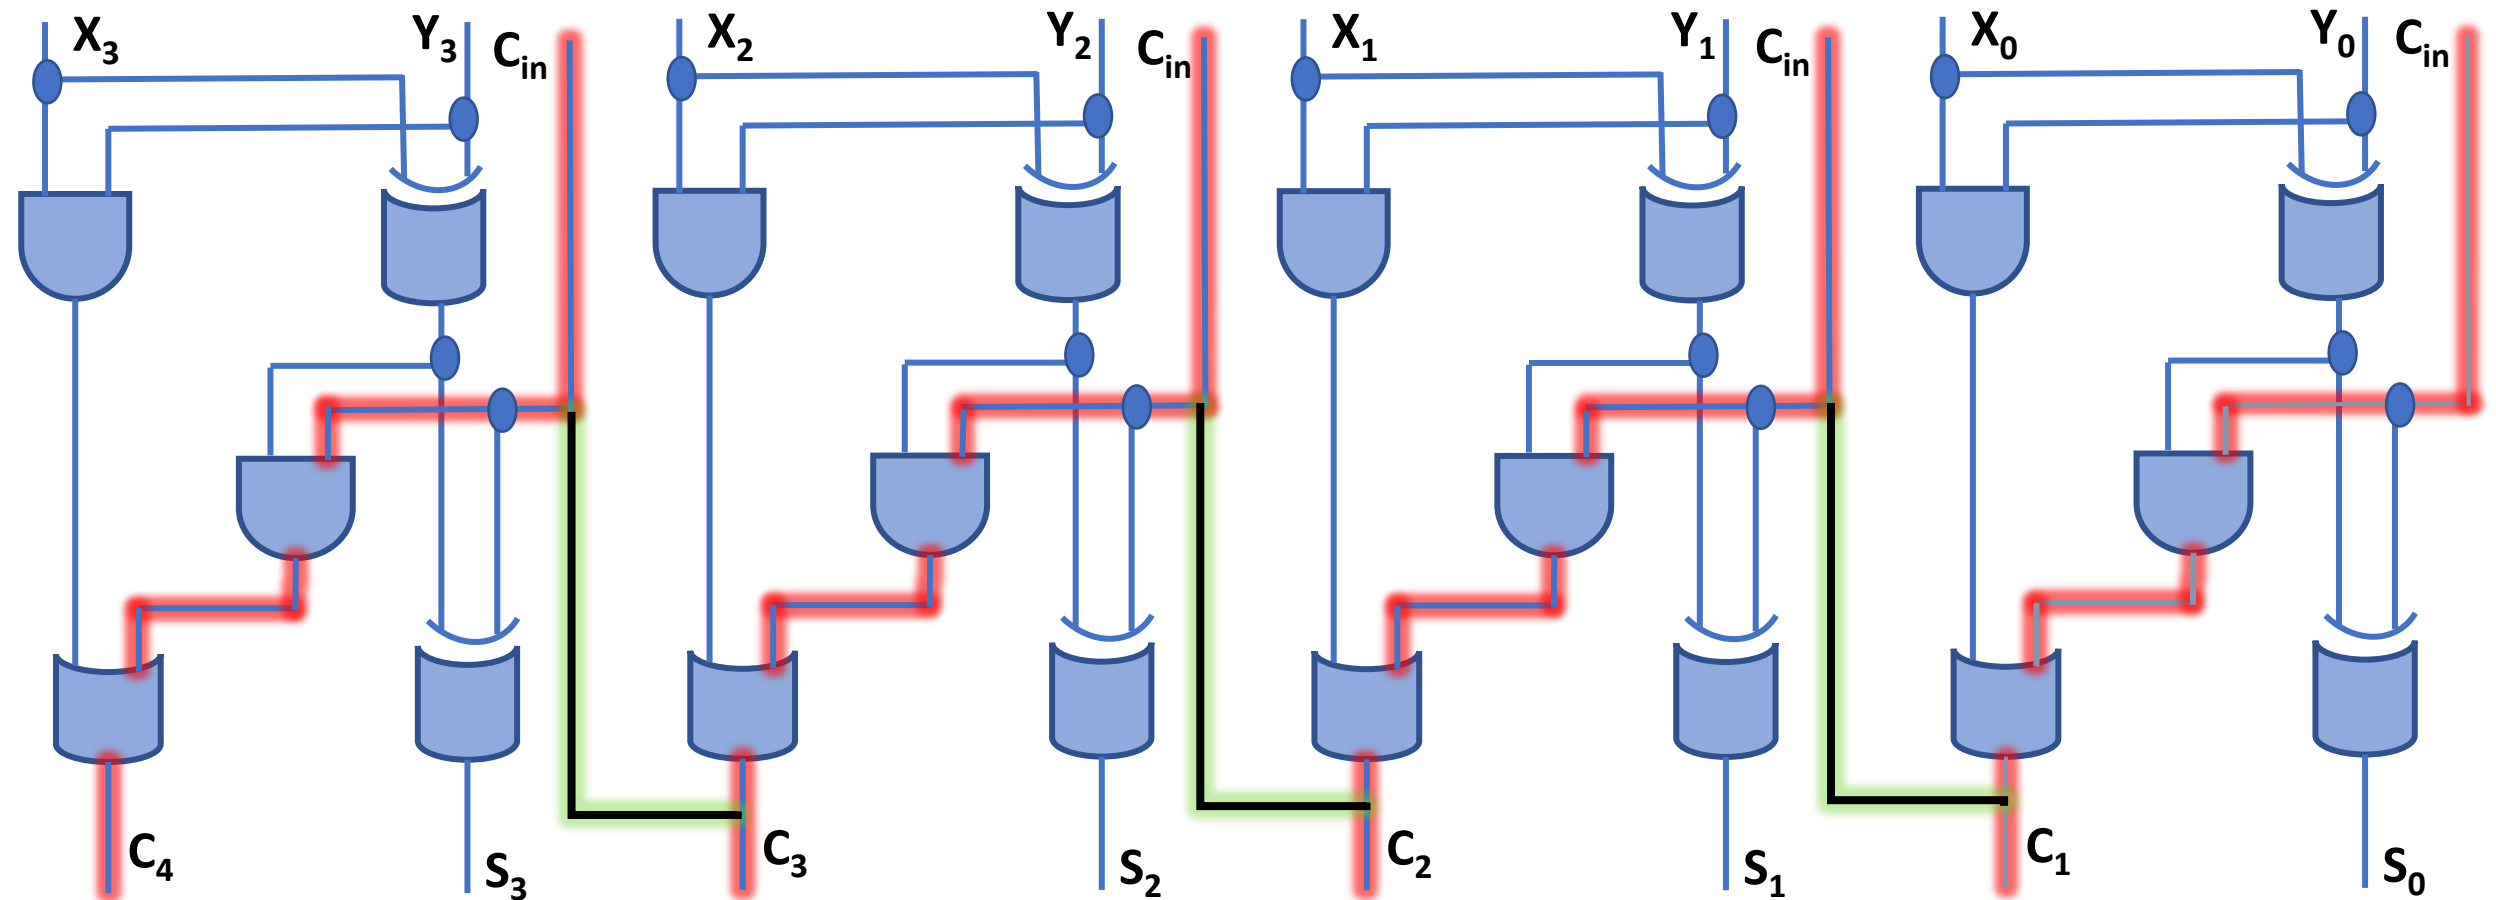 X3 Y3 Cin X2 Y2 Cin X1 Y1 Cin X0 Y0 Cin
C4 S3 C3 S2 C2 S1 C1 S0